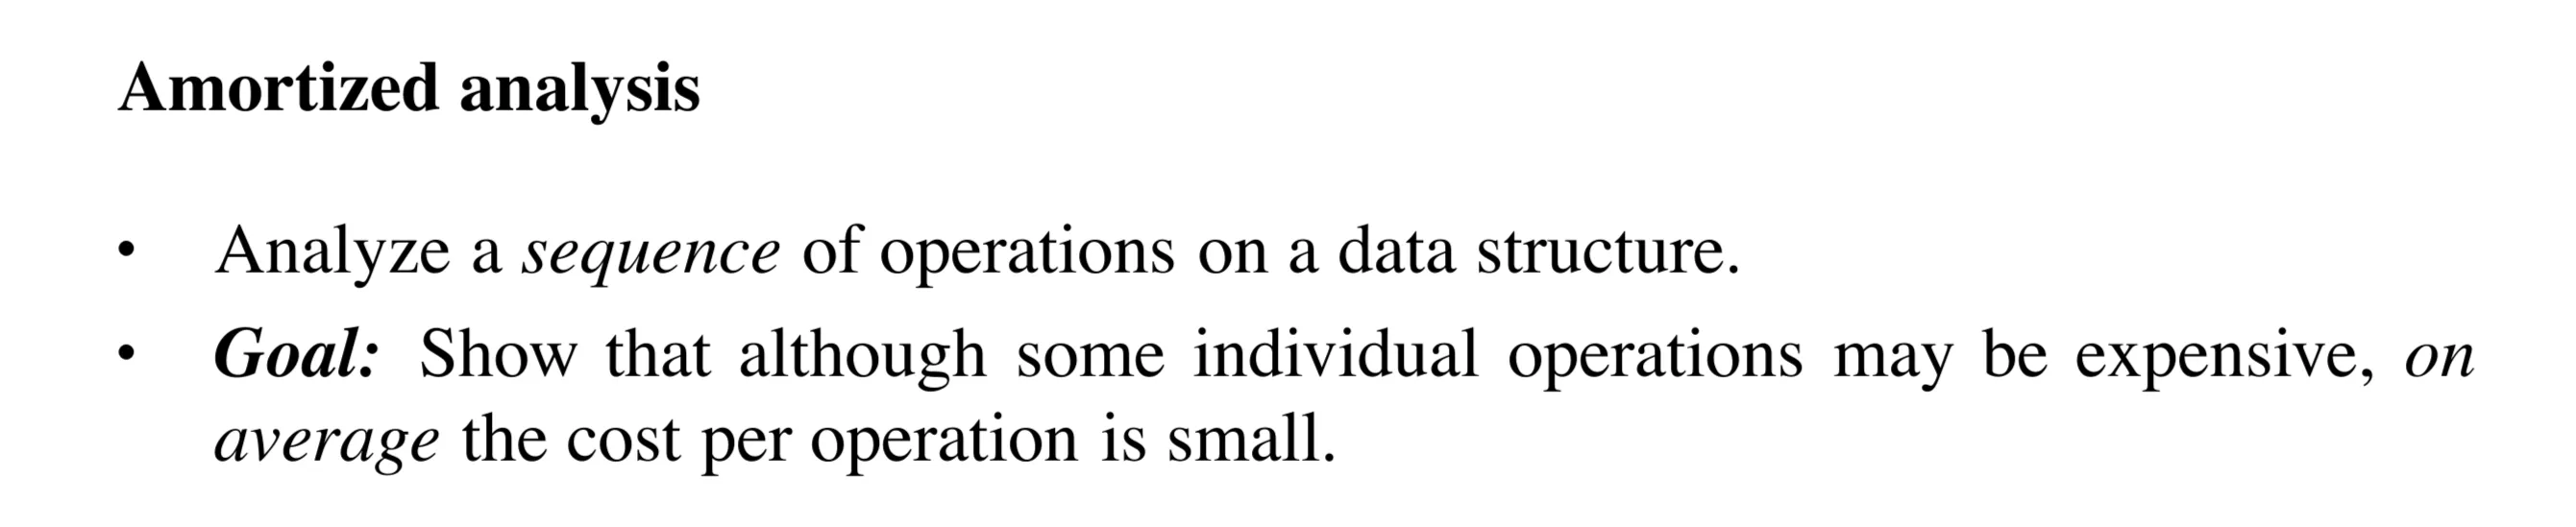 Amortized analysis
• Analyze a sequence of operations on a data structure.
• Goal: Show that although some individual operations may be expensive, on
average the cost per operation is small.